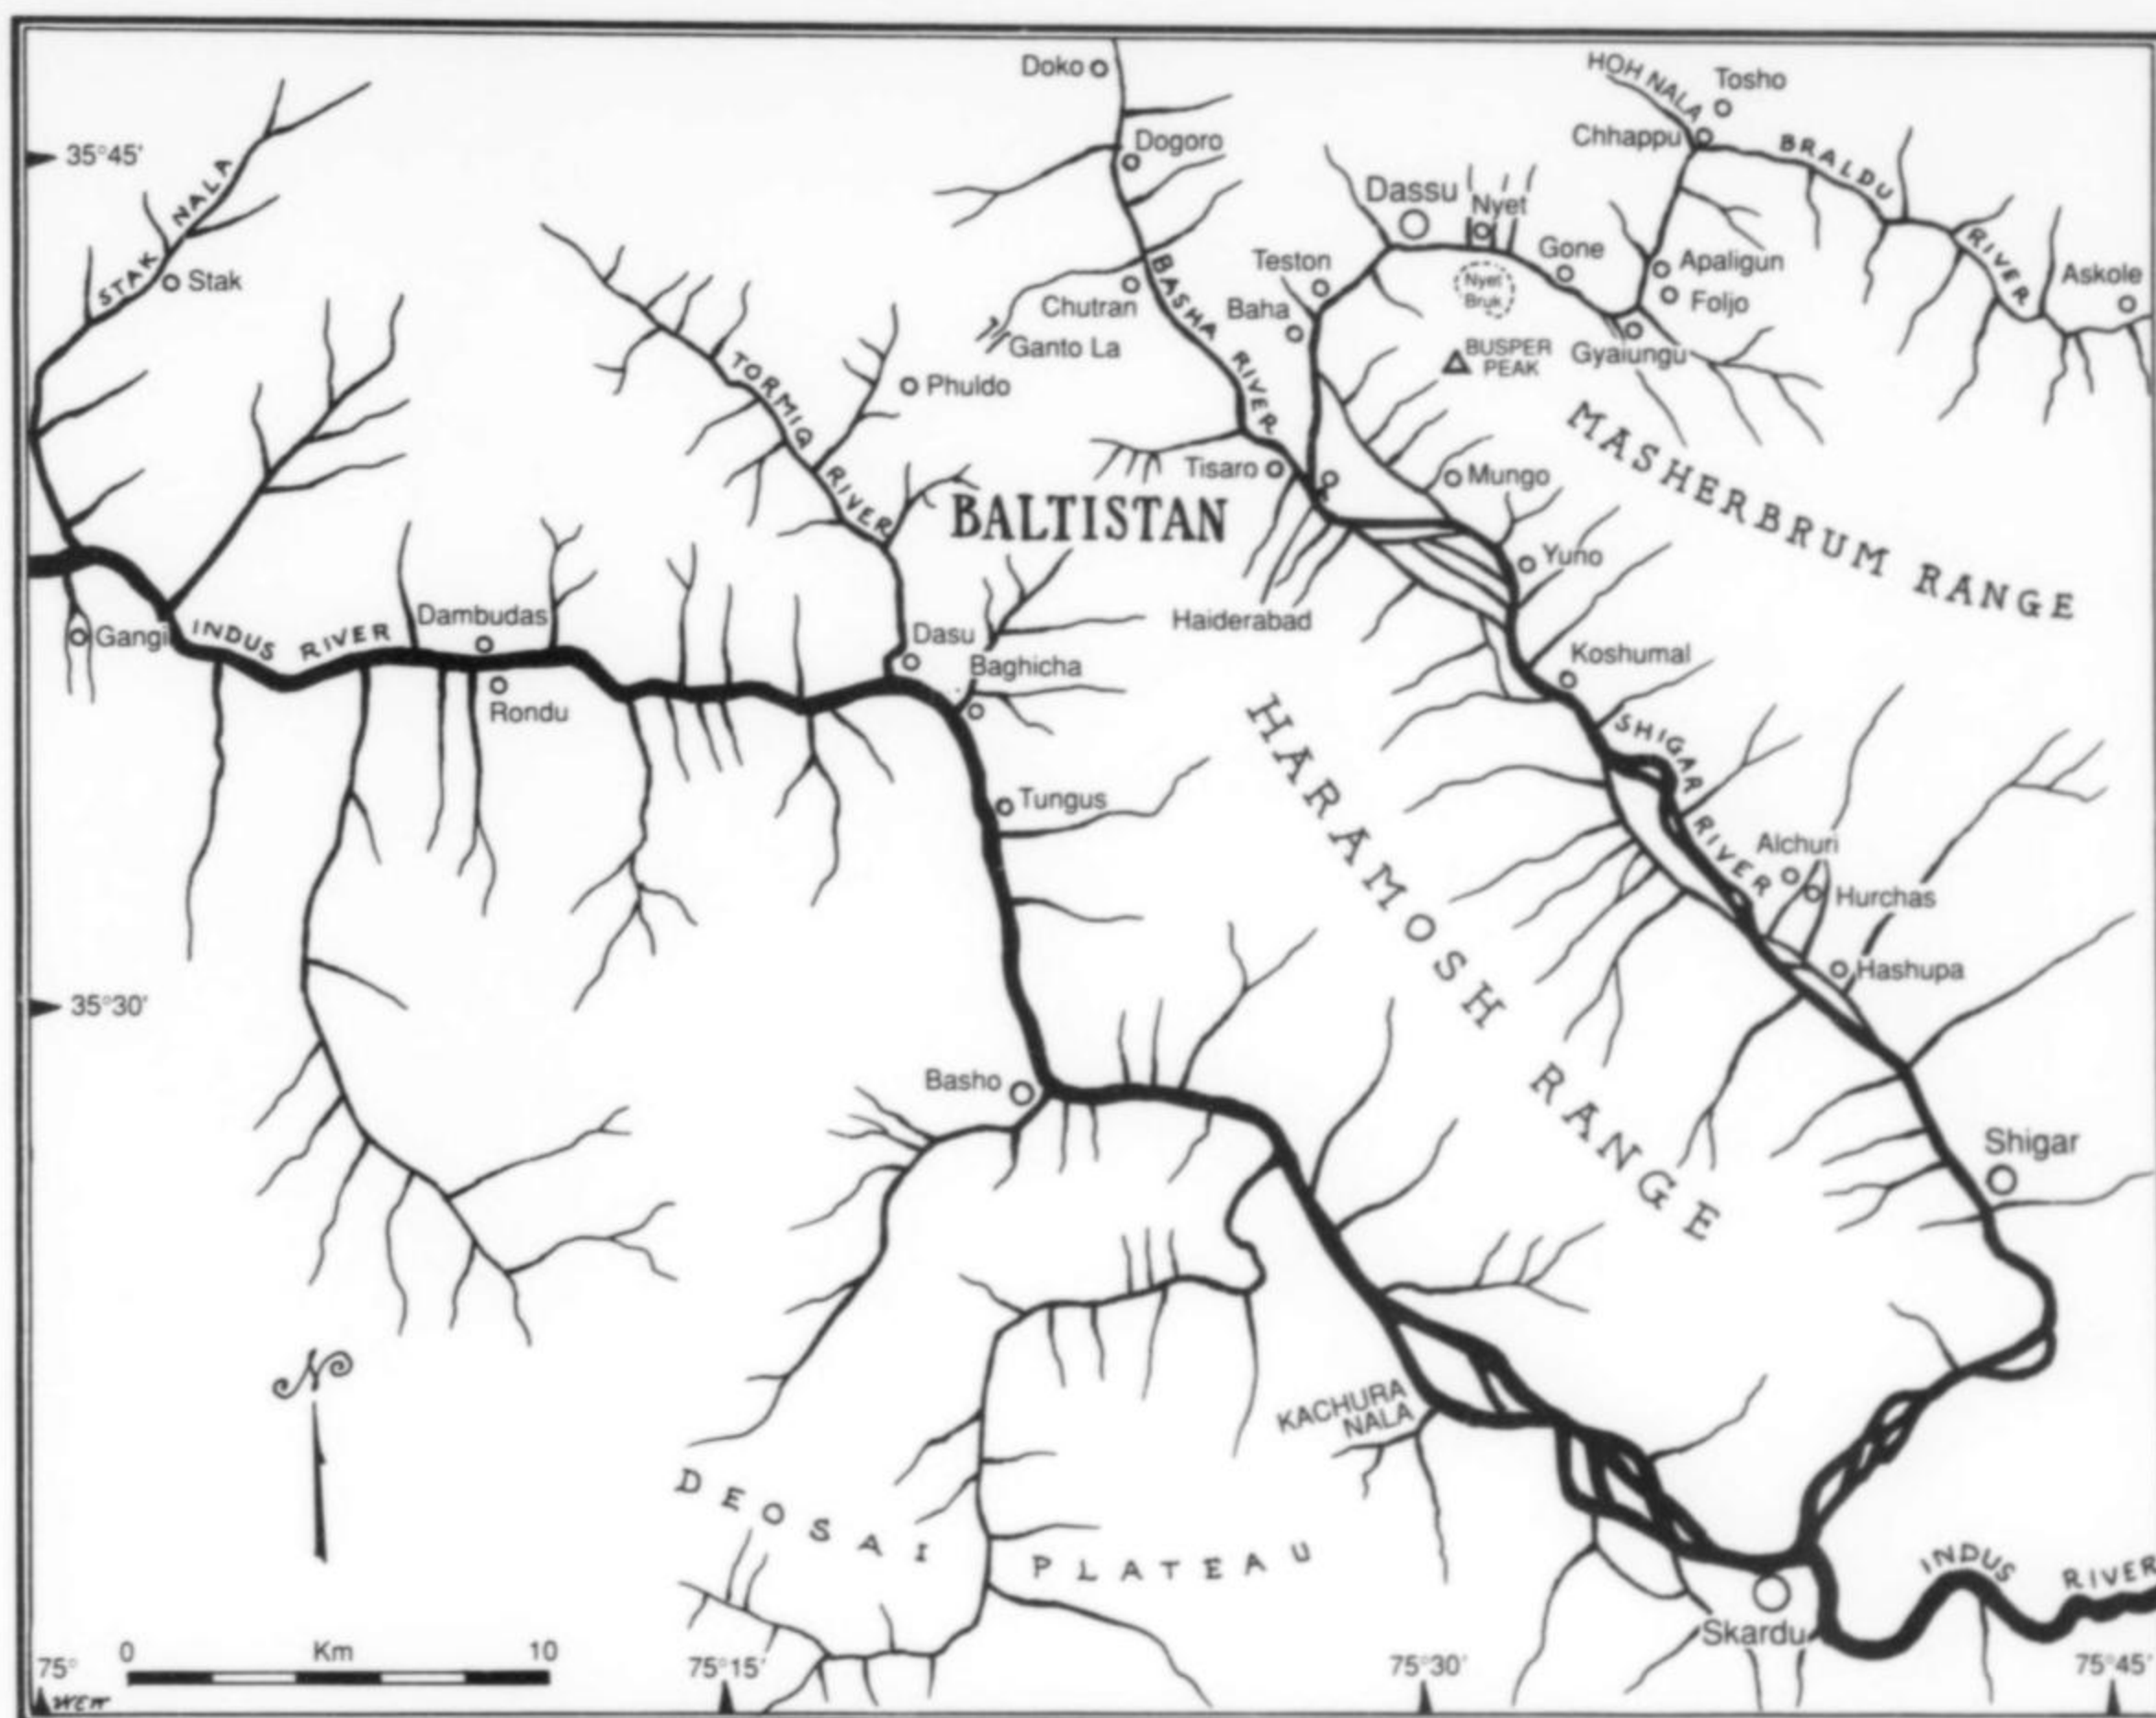 Doko
HOH NALA
Tosho
Chhappu
BRALDU
RIVER
35°45'
Dogoro
Dassu
Nyet
STAK NALA
Stak
Teston
Gone
Apaligun
Askole
BASHA RIVER
Nyet
Bruk
Foljo
Chutran
Baha
Ganto La
BUSPER
PEAK
Gyaiungu
TORMIQ RIVER
Phuldo
MASHERBRUM RANGE
Tisaro
Mungo
BALTISTAN
Yuno
Gangi
INDUS RIVER
Dambudas
Dasu
Haiderabad
Baghicha
Koshumal
Rondu
HARAMOSH RANGE
SHIGAR RIVER
Tungus
Alchuri
Hurchas
Hashupa
35°30'
Basho
Shigar
N
KACHURA
NALA
DEOSAI PLATEAU
INDUS RIVER
Skardu
0 Km 10
75°
75°15'
75°30'
75°45'